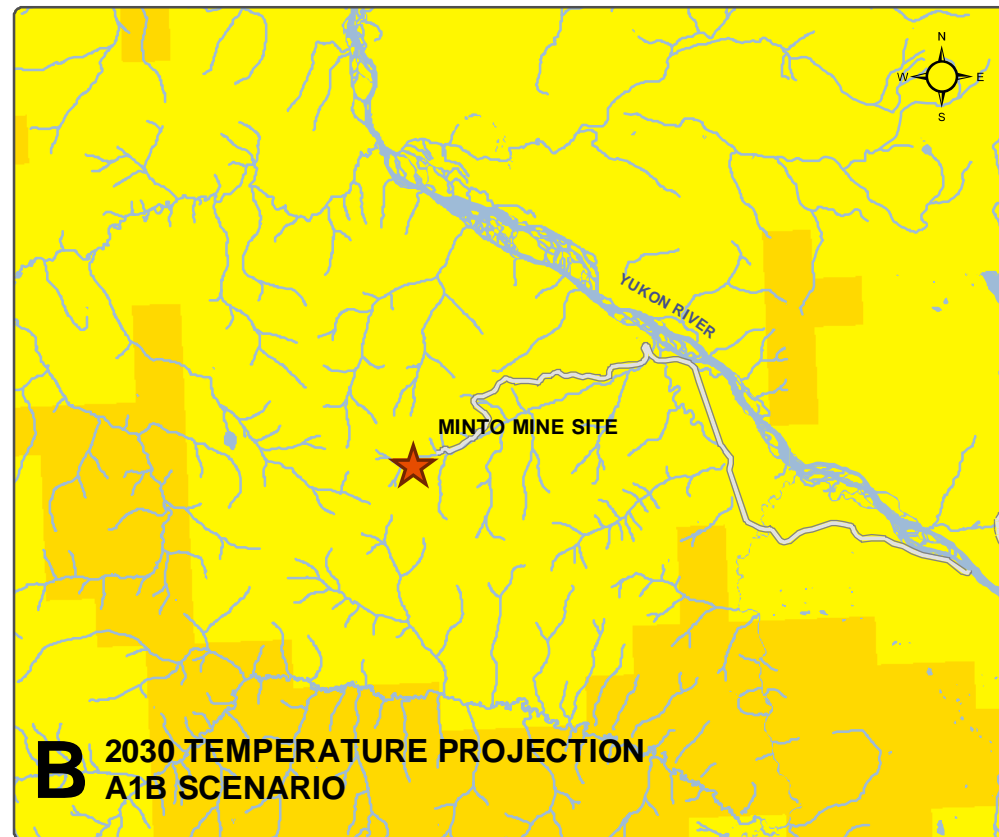 N
W E
S
YUKON RIVER
MINTO MINE SITE
B 2030 TEMPERATURE PROJECTION
A1B SCENARIO